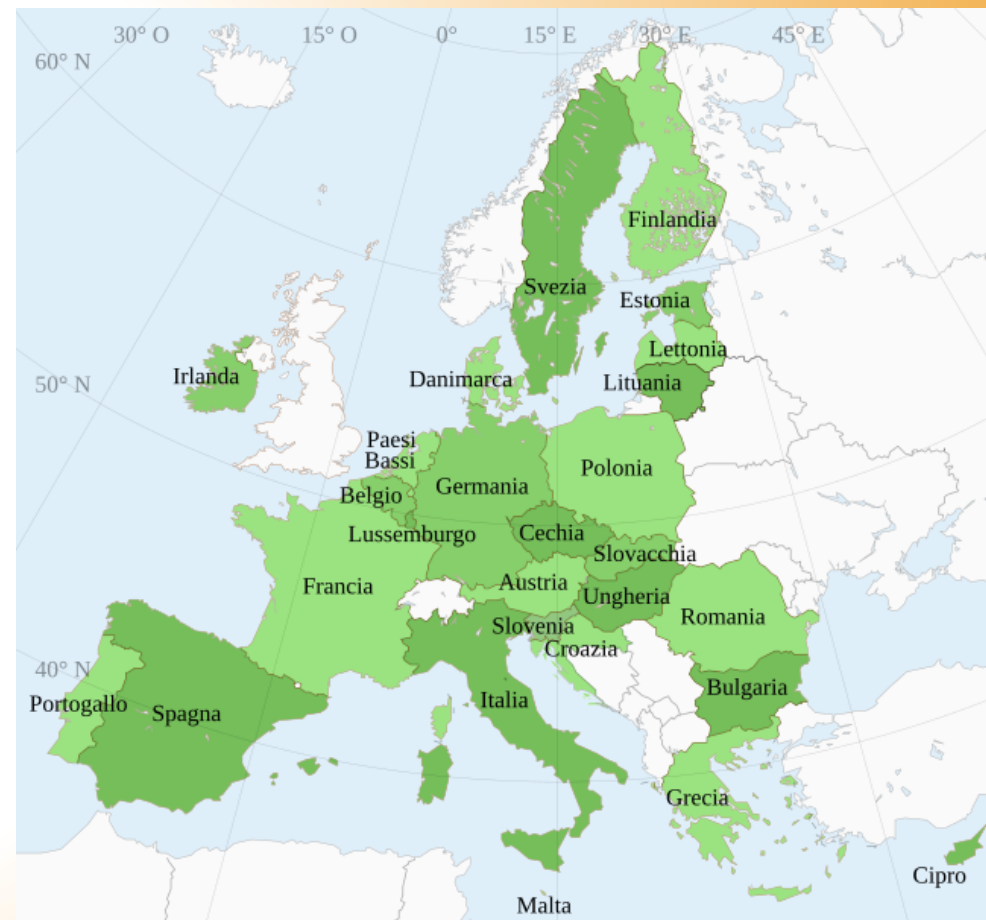 30° O
15° O
0°
15° E
30° E
45° E
60° N
Finlandia
Svezia
Estonia
Lettonia
Irlanda
Danimarca
Lituania
50° N
Paesi
Bassi
Polonia
Belgio
Germania
Lussemburgo
Cechia
Slovacchia
Francia
Austria
Ungheria
Romania
Slovenia
Croazia
40° N
Portogallo
Spagna
Italia
Bulgaria
Grecia
Cipro
Malta